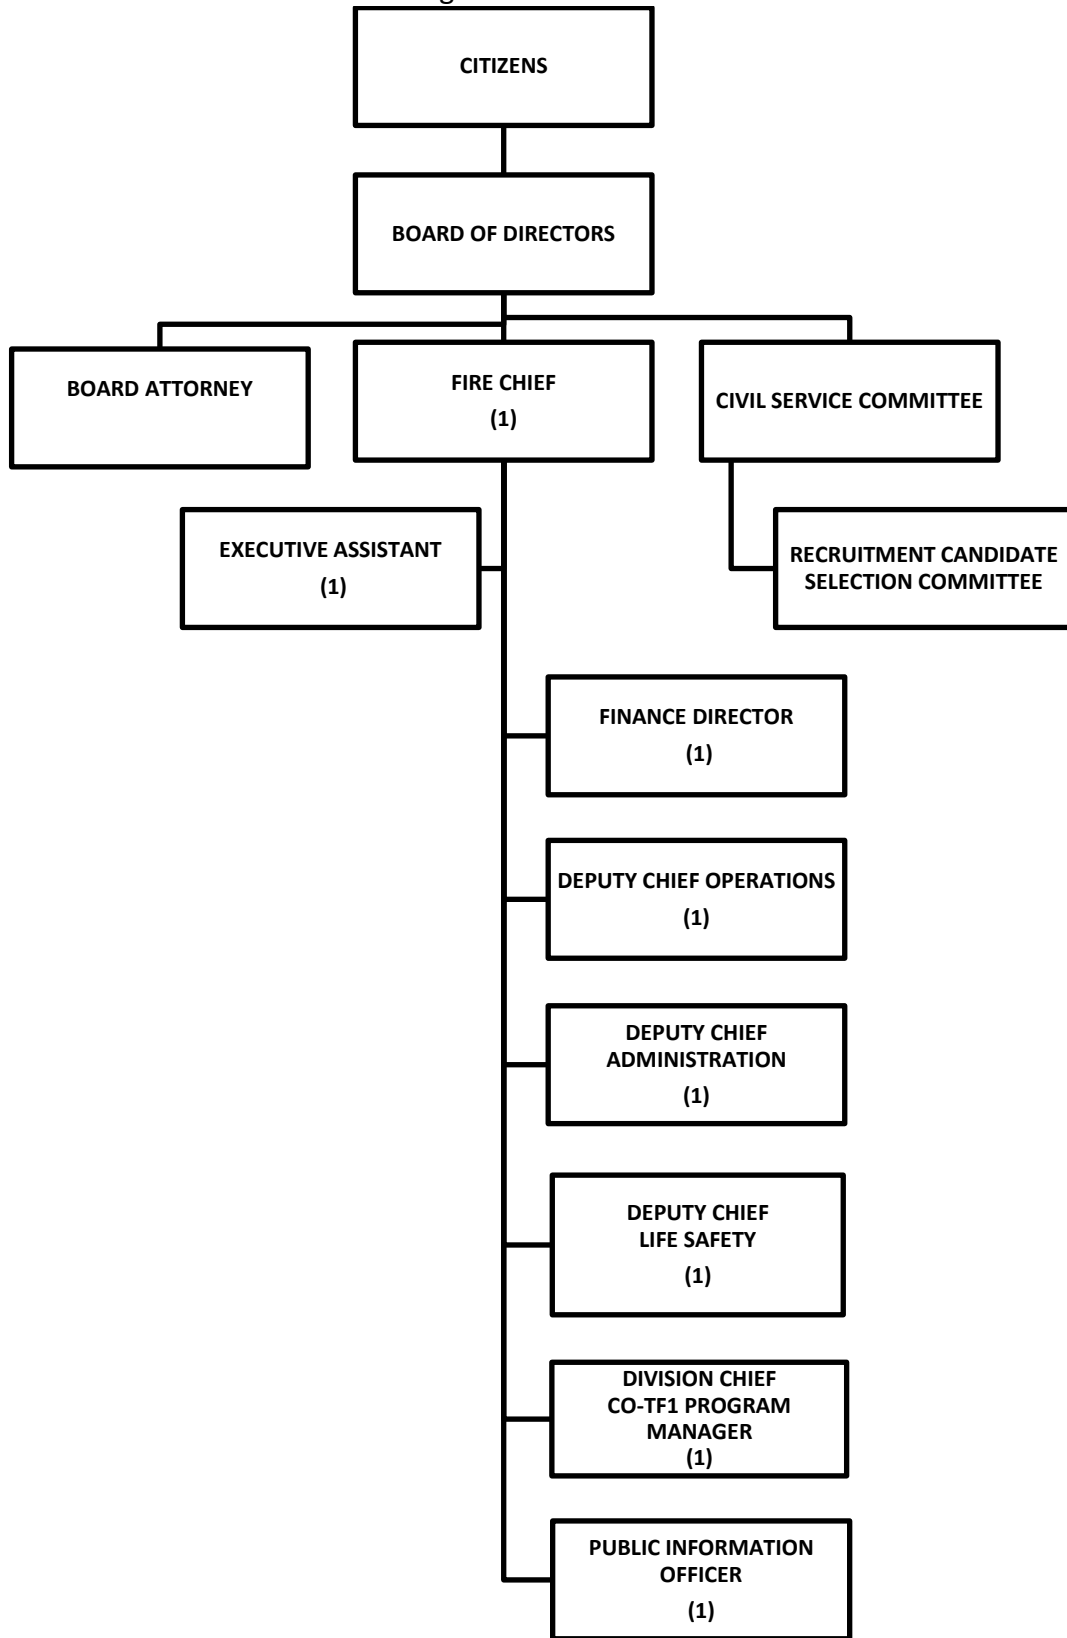 CITIZENS
BOARD OF DIRECTORS
BOARD ATTORNEY
FIRE CHIEF
(1)
CIVIL SERVICE COMMITTEE
EXECUTIVE ASSISTANT
(1)
RECRUITMENT CANDIDATE
SELECTION COMMITTEE
FINANCE DIRECTOR
(1)
DEPUTY CHIEF OPERATIONS
(1)
DEPUTY CHIEF
ADMINISTRATION
(1)
DEPUTY CHIEF
LIFE SAFETY
(1)
DIVISION CHIEF
CO-TF1 PROGRAM
MANAGER
(1)
PUBLIC INFORMATION
OFFICER
(1)